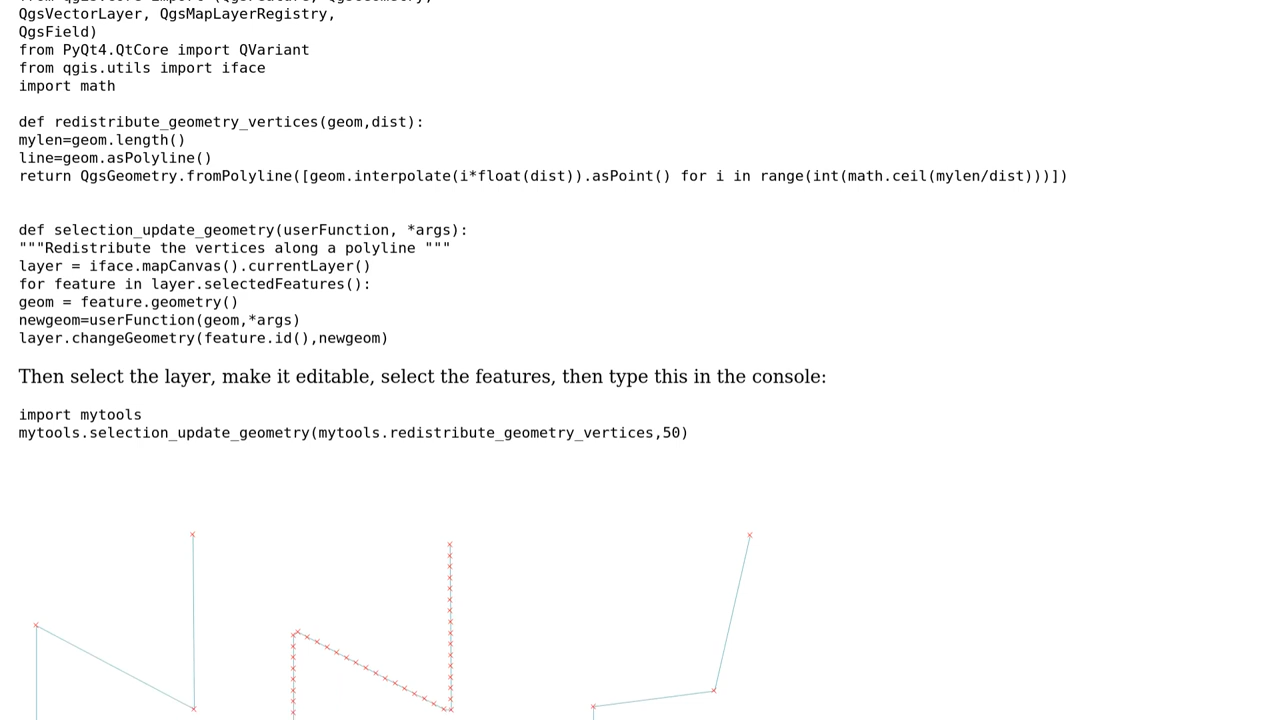 QgsVectorLayer, QgsMapLayerRegistry,
QgsField)
from PyQt4.QtCore import QVariant
from qgis.utils import iface
import math
def redistribute_geometry_vertices(geom,dist):
mylen=geom.length()
line=geom.asPolyline()
return QgsGeometry.fromPolyline([geom.interpolate(i*float(dist)).asPoint() for i in range(int(math.ceil(mylen/dist)))])
def selection_update_geometry(userFunction, *args):
"""Redistribute the vertices along a polyline """
layer = iface.mapCanvas().currentLayer()
for feature in layer.selectedFeatures():
geom = feature.geometry()
newgeom=userFunction(geom,*args)
layer.changeGeometry(feature.id(),newgeom)
Then select the layer, make it editable, select the features, then type this in the console:
import mytools
mytools.selection_update_geometry(mytools.redistribute_geometry_vertices,50)